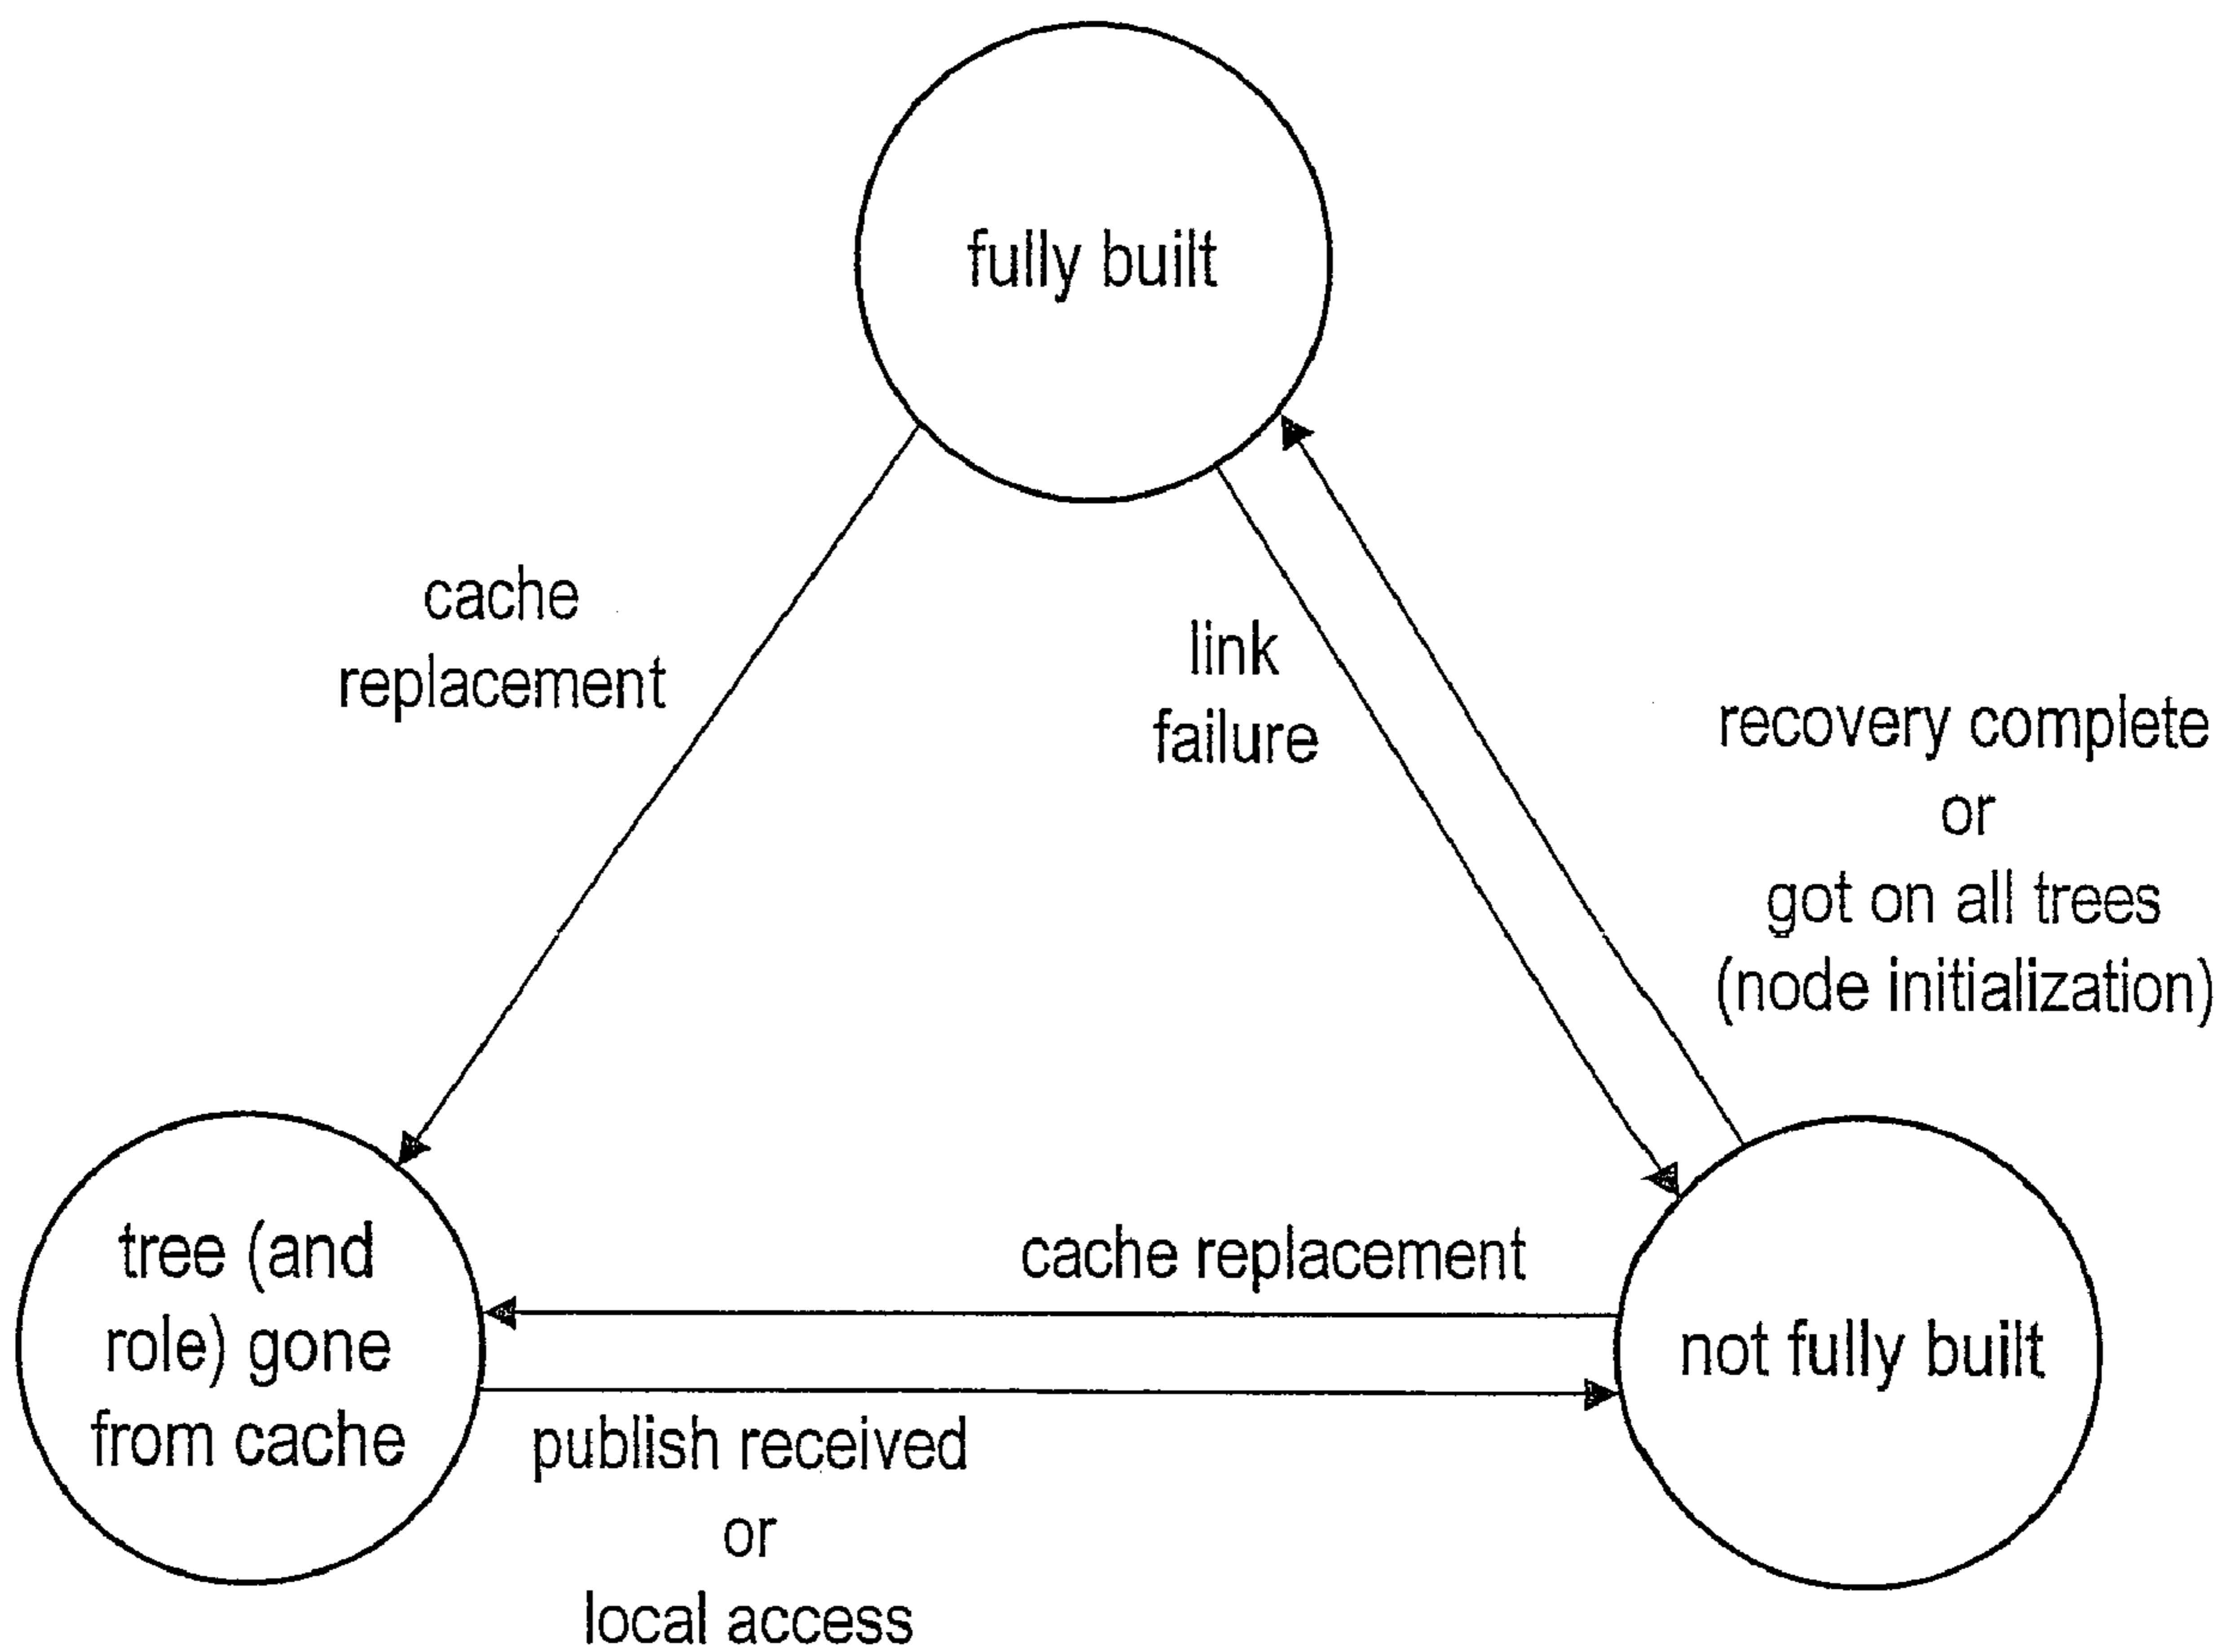 fully built
cache
replacement
link
failure
recovery complete
or
got on all trees
(node initialization)
tree (and
role) gone
from cache
cache replacement
not fully built
publish received
or
local access